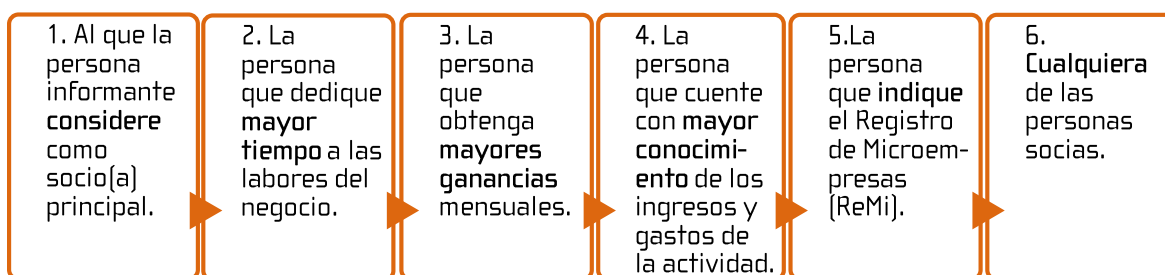 1. Al que la
persona
informante
considere
como
socio(a)
principal.
2. La
persona
que dedique
mayor
tiempo a las
labores del
negocio.
3. La
persona
que
obtenga
mayores
ganancias
mensuales.
4. La
persona
que cuente
con mayor
conocimi-
ento de los
ingresos y
gastos de
la actividad.
5.La
persona
que indique
el Registro
de Microem-
presas
(ReMi).
6.
Cualquiera
de las
personas
socias.